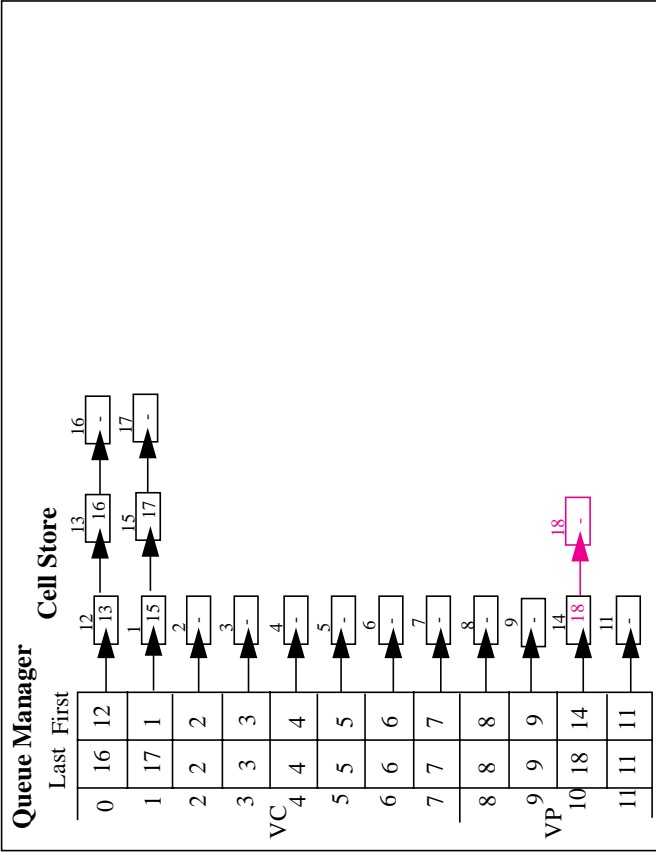 Queue Manager
Cell Store
Last First
12 13 16
0 16 12 13 16 -
1 15 17
1 17 1 15 17 -
2
2 2 2 -
3
3 3 3 -
VC
4
4 4 4 -
5
5 5 5 -
6
6 6 6 -
7
7 7 7 -
8
8 8 8 -
9
9 9 9 -
VP
14 18
10 18 14 18 -
11
11 11 11 -